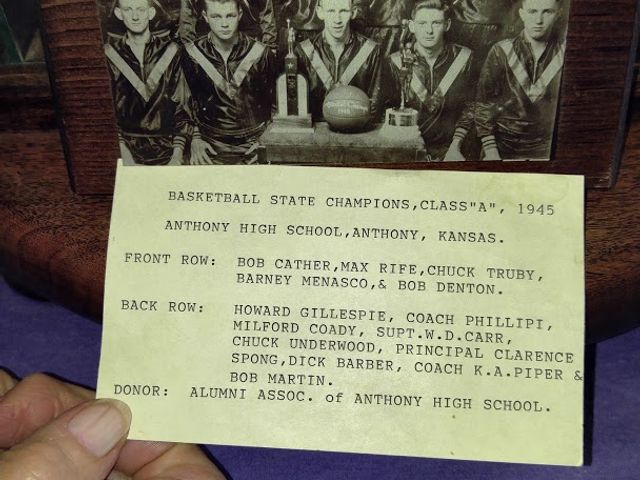 BASKETBALL STATE CHAMPIONS,CLASS"A", 1945
ANTHONY HIGH SCHOOL,ANTHONY, KANSAS.
FRONT ROW: BOB CATHER,MAX RIFE,CHUCK TRUBY,
BARNEY MENASCO,& BOB DENTON.
BACK ROW: HOWARD GILLESPIE, COACH PHILLIPI,
MILFORD COADY, SUPT.W.D.CARR,
CHUCK UNDERWOOD, PRINCIPAL CLARENCE
SPONG,DICK BARBER, COACH K.A.PIPER &
BOB MARTIN.
DONOR: ALUMNI ASSOC. of ANTHONY HIGH SCHOOL.